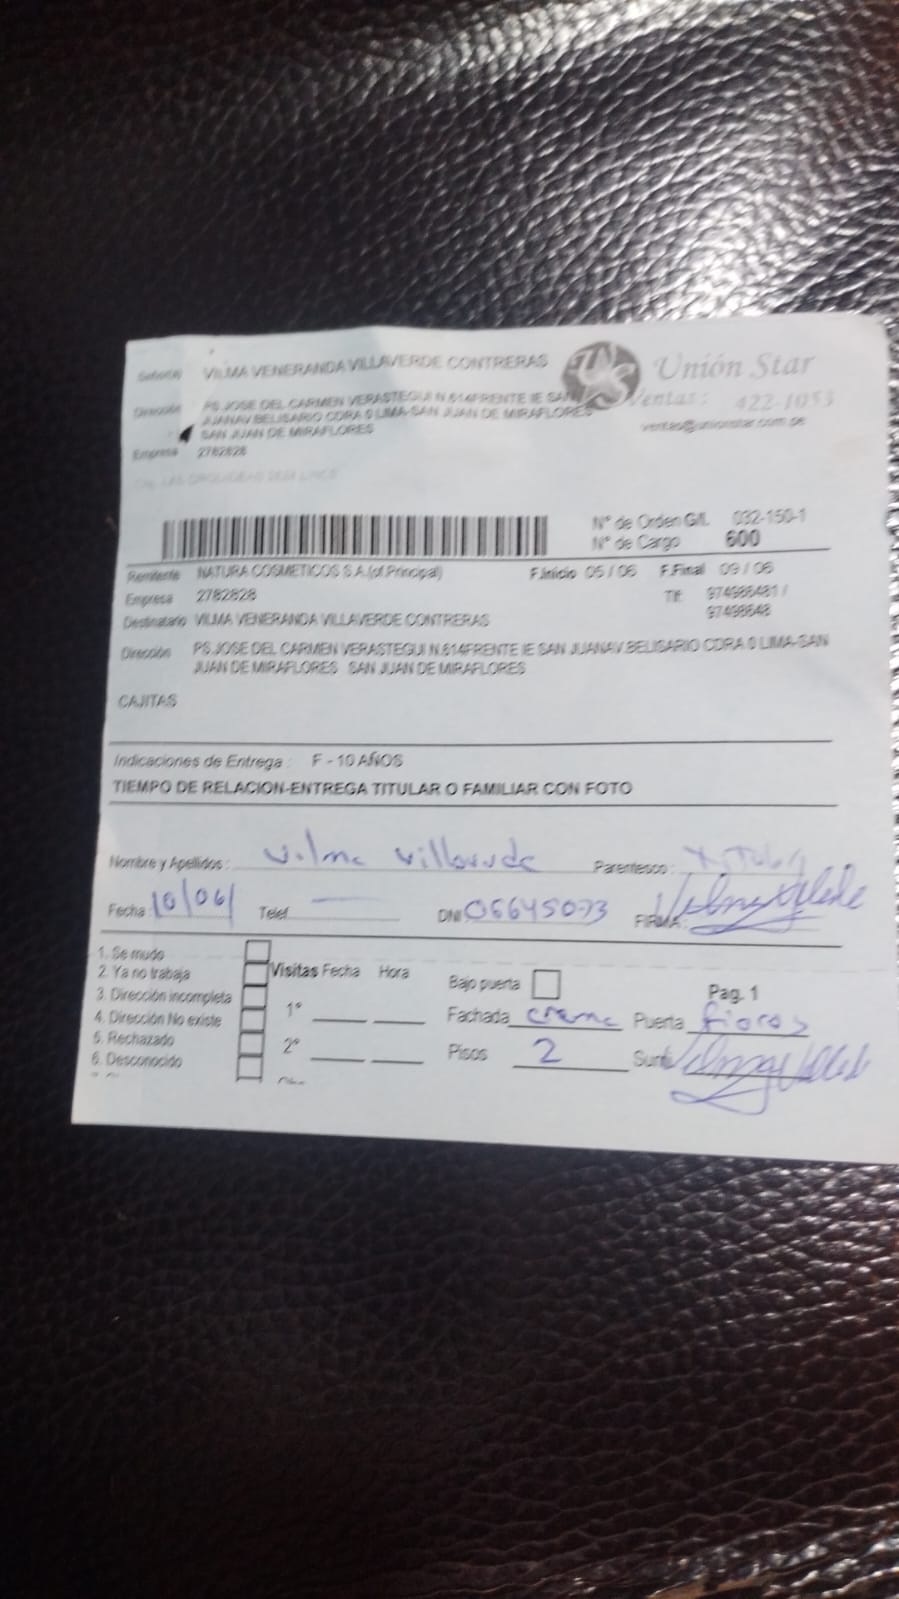 Señor(a) VILMA VENERANDA VILLAVERDE CONTRERAS
Unión Star
Dirección PS.JOSE DEL CARMEN VERASTEGUI N.614FRENTE IE SAN
JUANAV.BELISARIO CDRA 9 LIMA-SAN JUAN DE MIRAFLORES
SAN JUAN DE MIRAFLORES
Ventas: 422-1053
ventas@unionstar.com.pe
Empresa 2782828
N° de Orden G/L 032-150-1
N° de Cargo 600
Remitente NATURA COSMETICOS S.A.(of.Principal) F.Inicio 05 / 06 F.Final 09 / 06
Empresa 2782828 Tlf: 974986481 /
97498648
Destinatario VILMA VENERANDA VILLAVERDE CONTRERAS
Dirección PS.JOSE DEL CARMEN VERASTEGUI N.614FRENTE IE SAN JUANAV.BELISARIO CDRA 9 LIMA-SAN
JUAN DE MIRAFLORES SAN JUAN DE MIRAFLORES
CAJITAS
Indicaciones de Entrega : F - 10 AÑOS
TIEMPO DE RELACION-ENTREGA TITULAR O FAMILIAR CON FOTO
Nombre y Apellidos : Vilma Villaverde Parentesco :
Fecha: 10/06/ Telef. DNI 06645073 FIRMA:
1. Se mudo
2. Ya no trabaja
3. Dirección incompleta
4. Dirección No existe
5. Rechazado
6. Desconocido
Visitas Fecha Hora
1°
2°
Bajo puerta Pag. 1
Fachada crema Puerta fierro
Pisos 2 Sumi